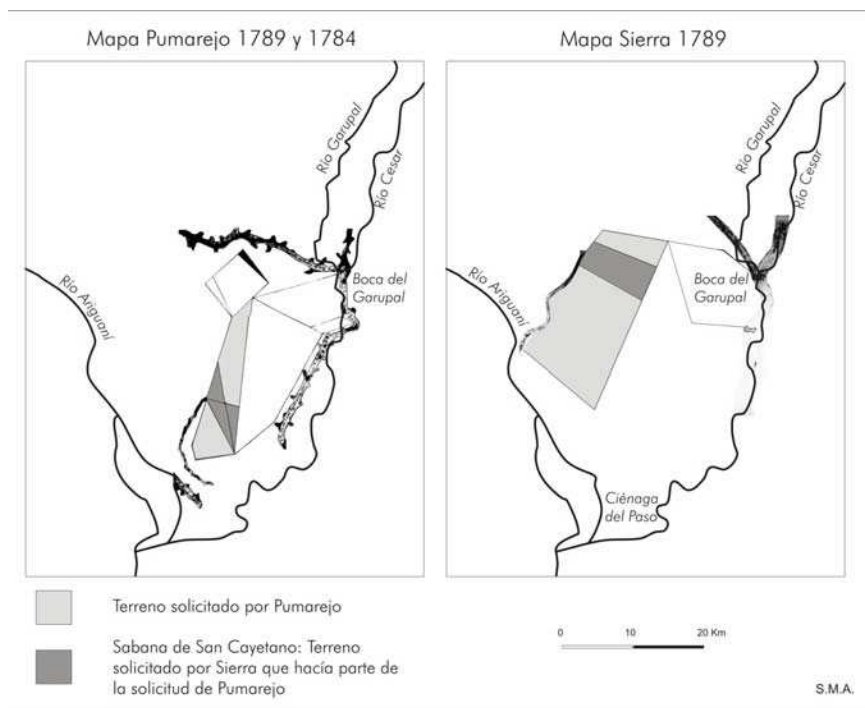 Mapa Pumarejo 1789 y 1784
Río Garupal
Río Cesar
Boca del
Garupal
Río Ariguaní
Mapa Sierra 1789
Río Garupal
Río Cesar
Boca del
Garupal
Río Ariguaní
Ciénaga
del Paso
Terreno solicitado por Pumarejo
Sabana de San Cayetano: Terreno
solicitado por Sierra que hacía parte de
la solicitud de Pumarejo
0 10 20 Km
S.M.A.